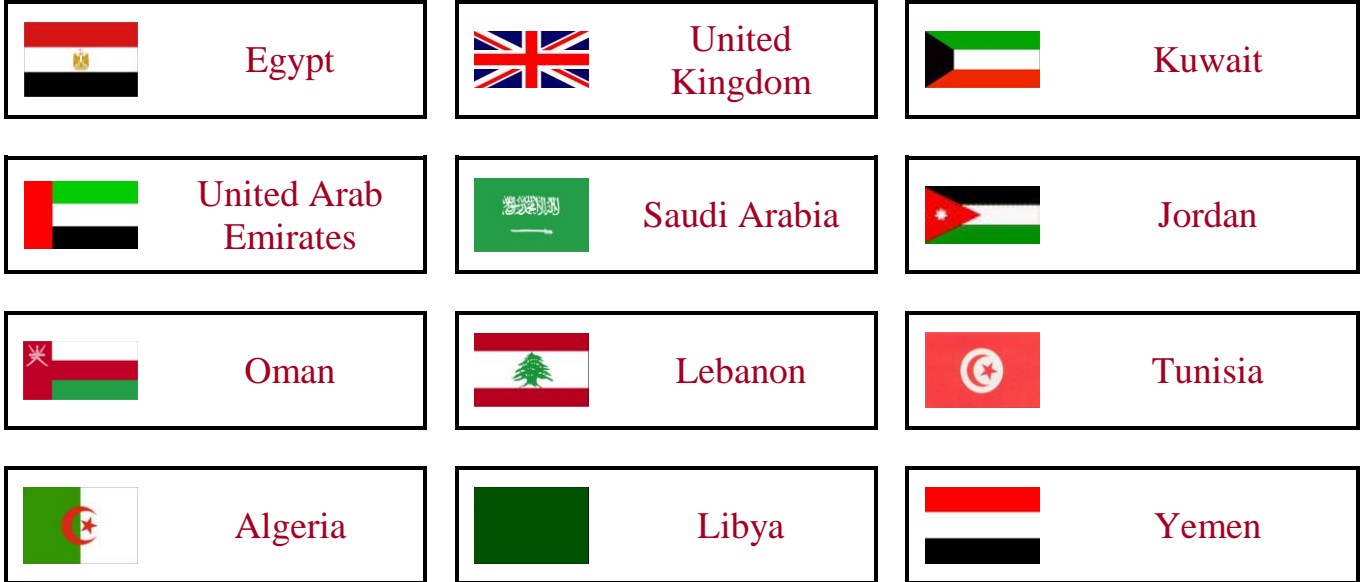 Egypt
United
Kingdom
Kuwait
United Arab
Emirates
Saudi Arabia
Jordan
Oman
Lebanon
Tunisia
Algeria
Libya
Yemen